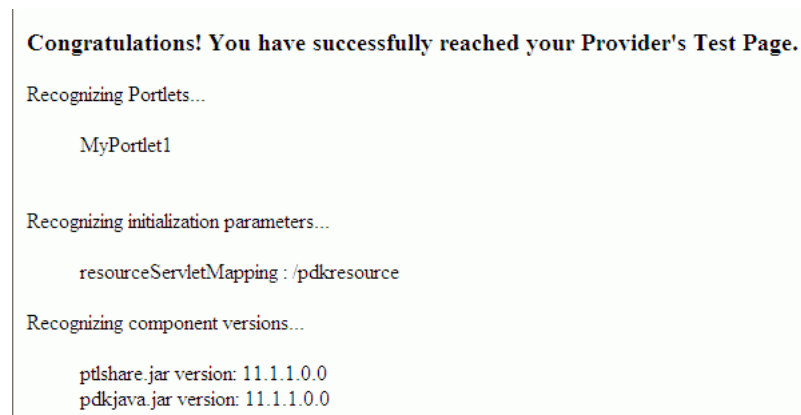 Congratulations! You have successfully reached your Provider's Test Page.
Recognizing Portlets...
MyPortlet1
Recognizing initialization parameters...
resourceServletMapping : /pdkresource
Recognizing component versions...
ptlshare.jar version: 11.1.1.0.0
pdkjava.jar version: 11.1.1.0.0